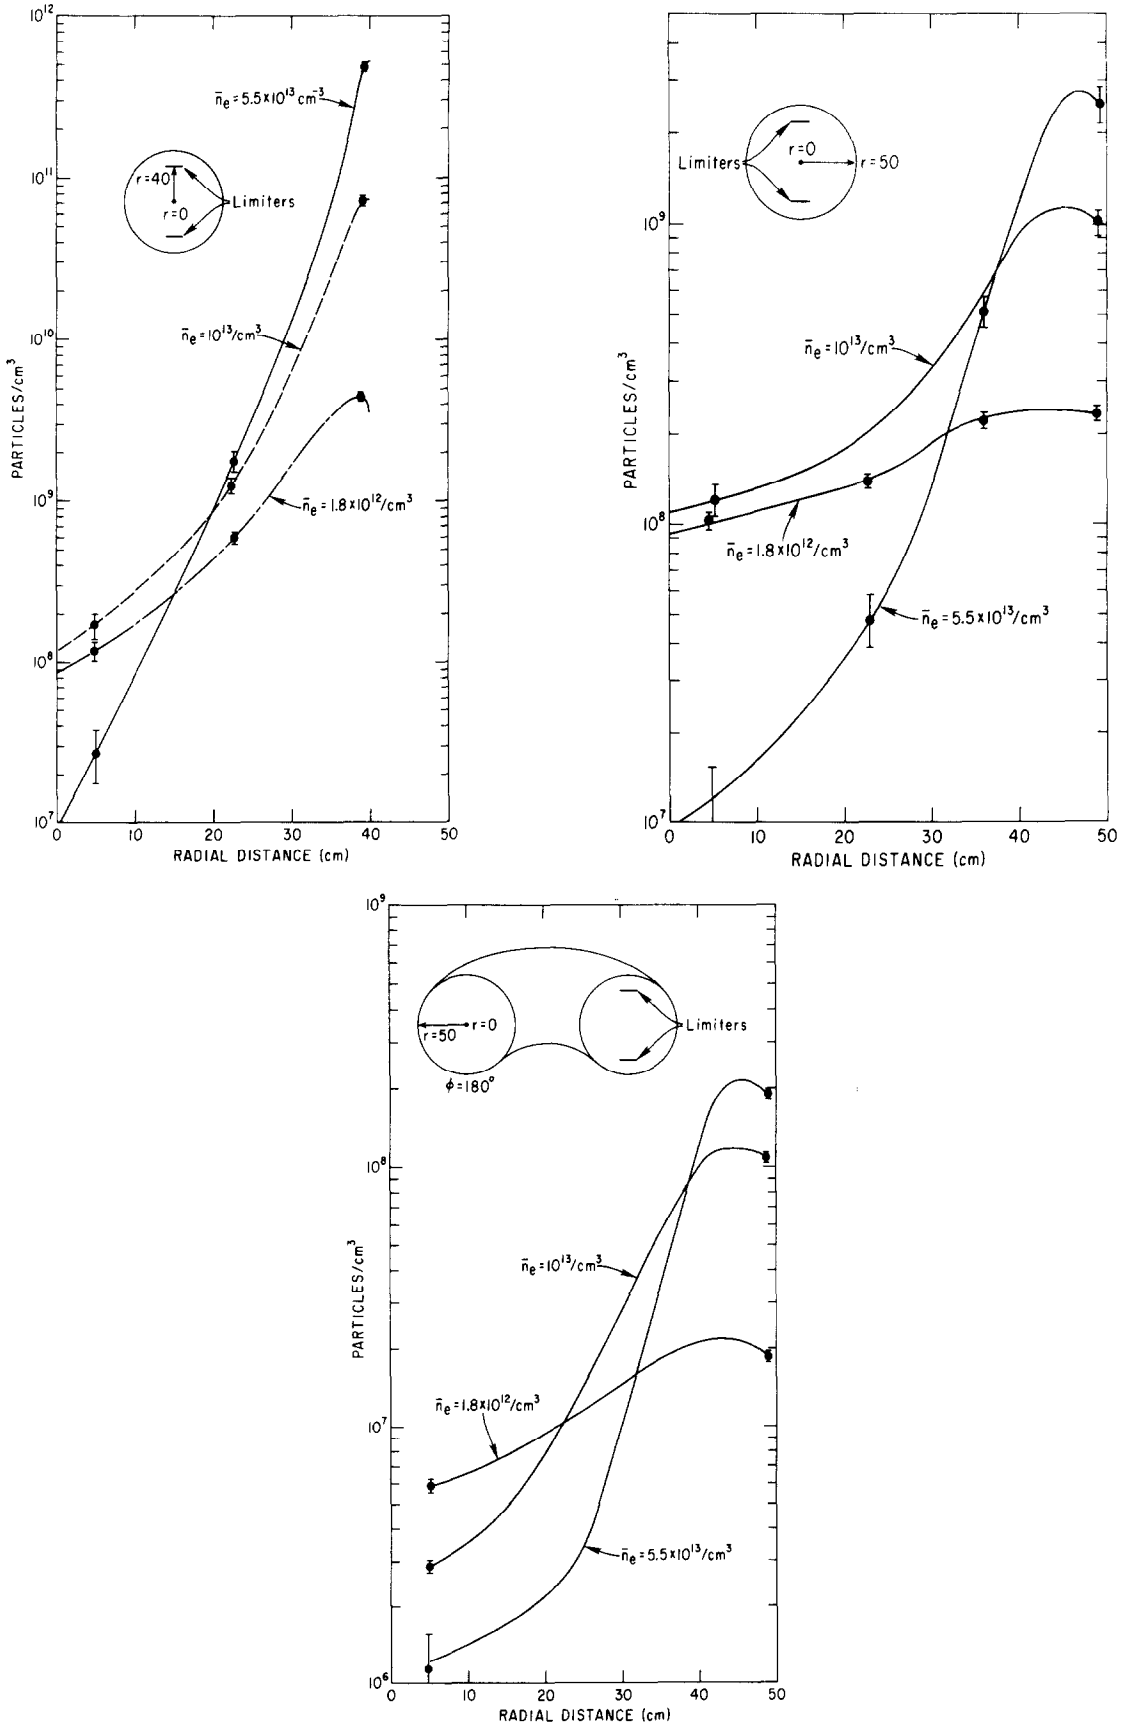 10^12
10^11
10^10
10^9
10^8
10^7
PARTICLES/cm^3
n̄e=5.5×10^13 cm^-3
r=40
r=0
Limiters
n̄e=10^13/cm^3
n̄e=1.8×10^12/cm^3
0 10 20 30 40 50
RADIAL DISTANCE (cm)
10^9
10^8
10^7
PARTICLES/cm^3
Limiters
r=0
r=50
n̄e=10^13/cm^3
n̄e=1.8×10^12/cm^3
n̄e=5.5×10^13/cm^3
0 10 20 30 40 50
RADIAL DISTANCE (cm)
10^9
10^8
10^7
10^6
PARTICLES/cm^3
r=50
r=0
Limiters
ϕ=180°
n̄e=10^13/cm^3
n̄e=1.8×10^12/cm^3
n̄e=5.5×10^13/cm^3
0 10 20 30 40 50
RADIAL DISTANCE (cm)